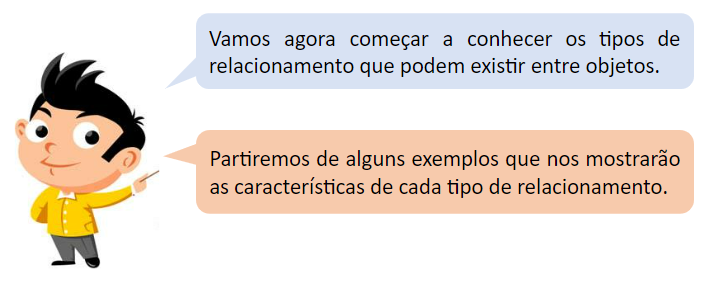 Vamos agora começar a conhecer os tipos de
relacionamento que podem existir entre objetos.
Partiremos de alguns exemplos que nos mostrarão
as características de cada tipo de relacionamento.